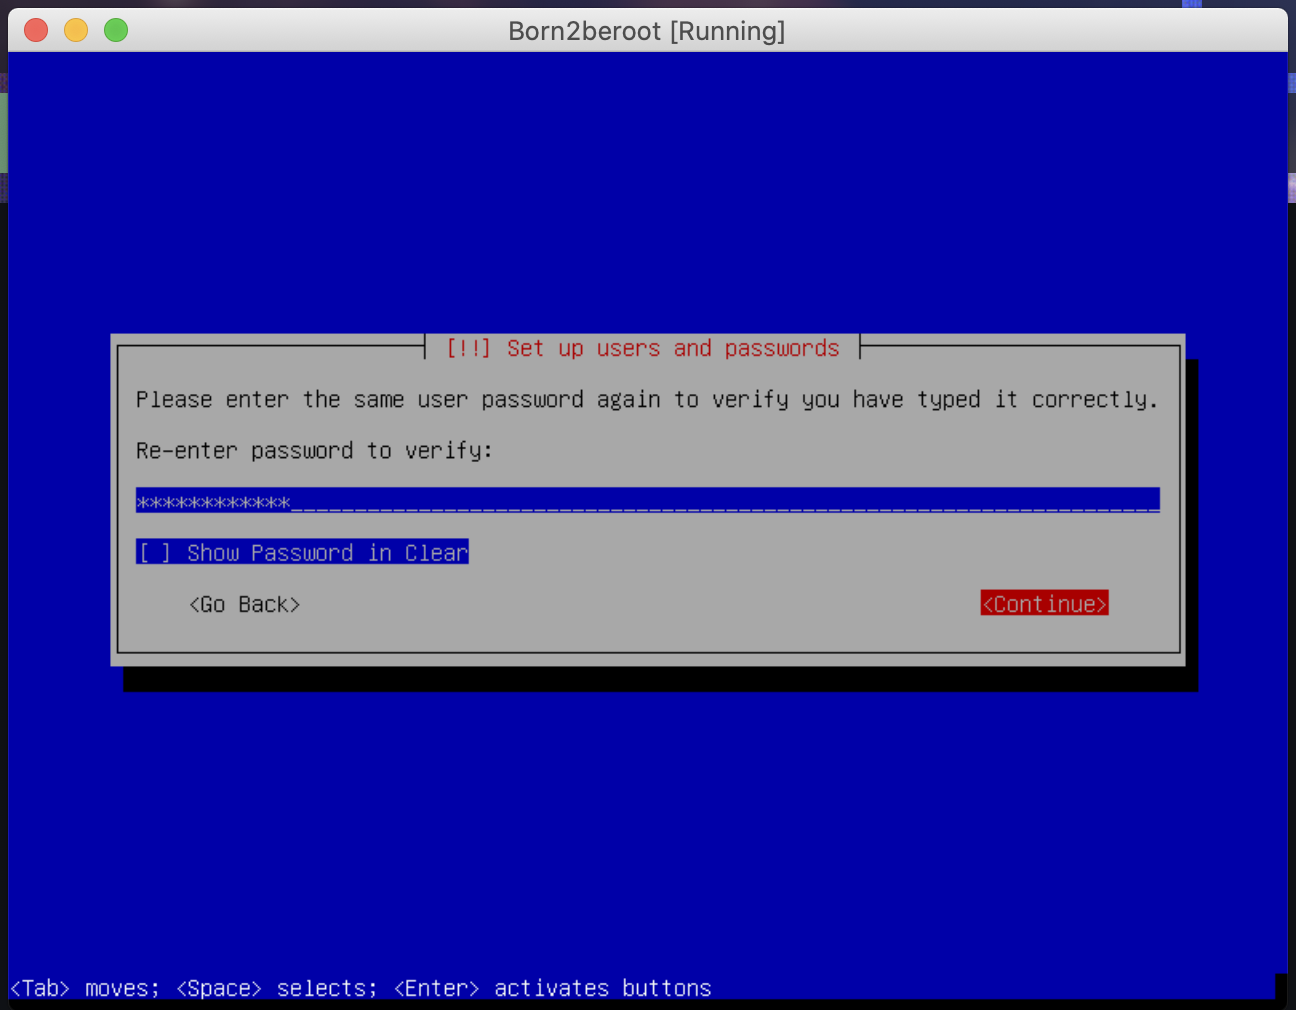 Born2beroot [Running]
[!!] Set up users and passwords
Please enter the same user password again to verify you have typed it correctly.
Re-enter password to verify:
************____________________________________________________________________
[ ] Show Password in Clear
<Go Back> <Continue>
<Tab> moves; <Space> selects; <Enter> activates buttons